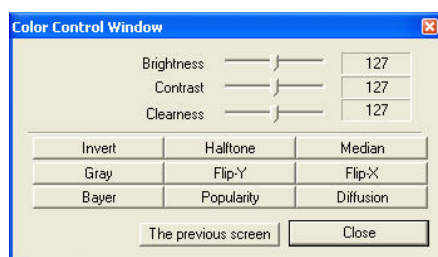 Color Control Window
Brightness 127
Contrast 127
Clearness 127
Invert Halftone Median
Gray Flip-Y Flip-X
Bayer Popularity Diffusion
The previous screen Close